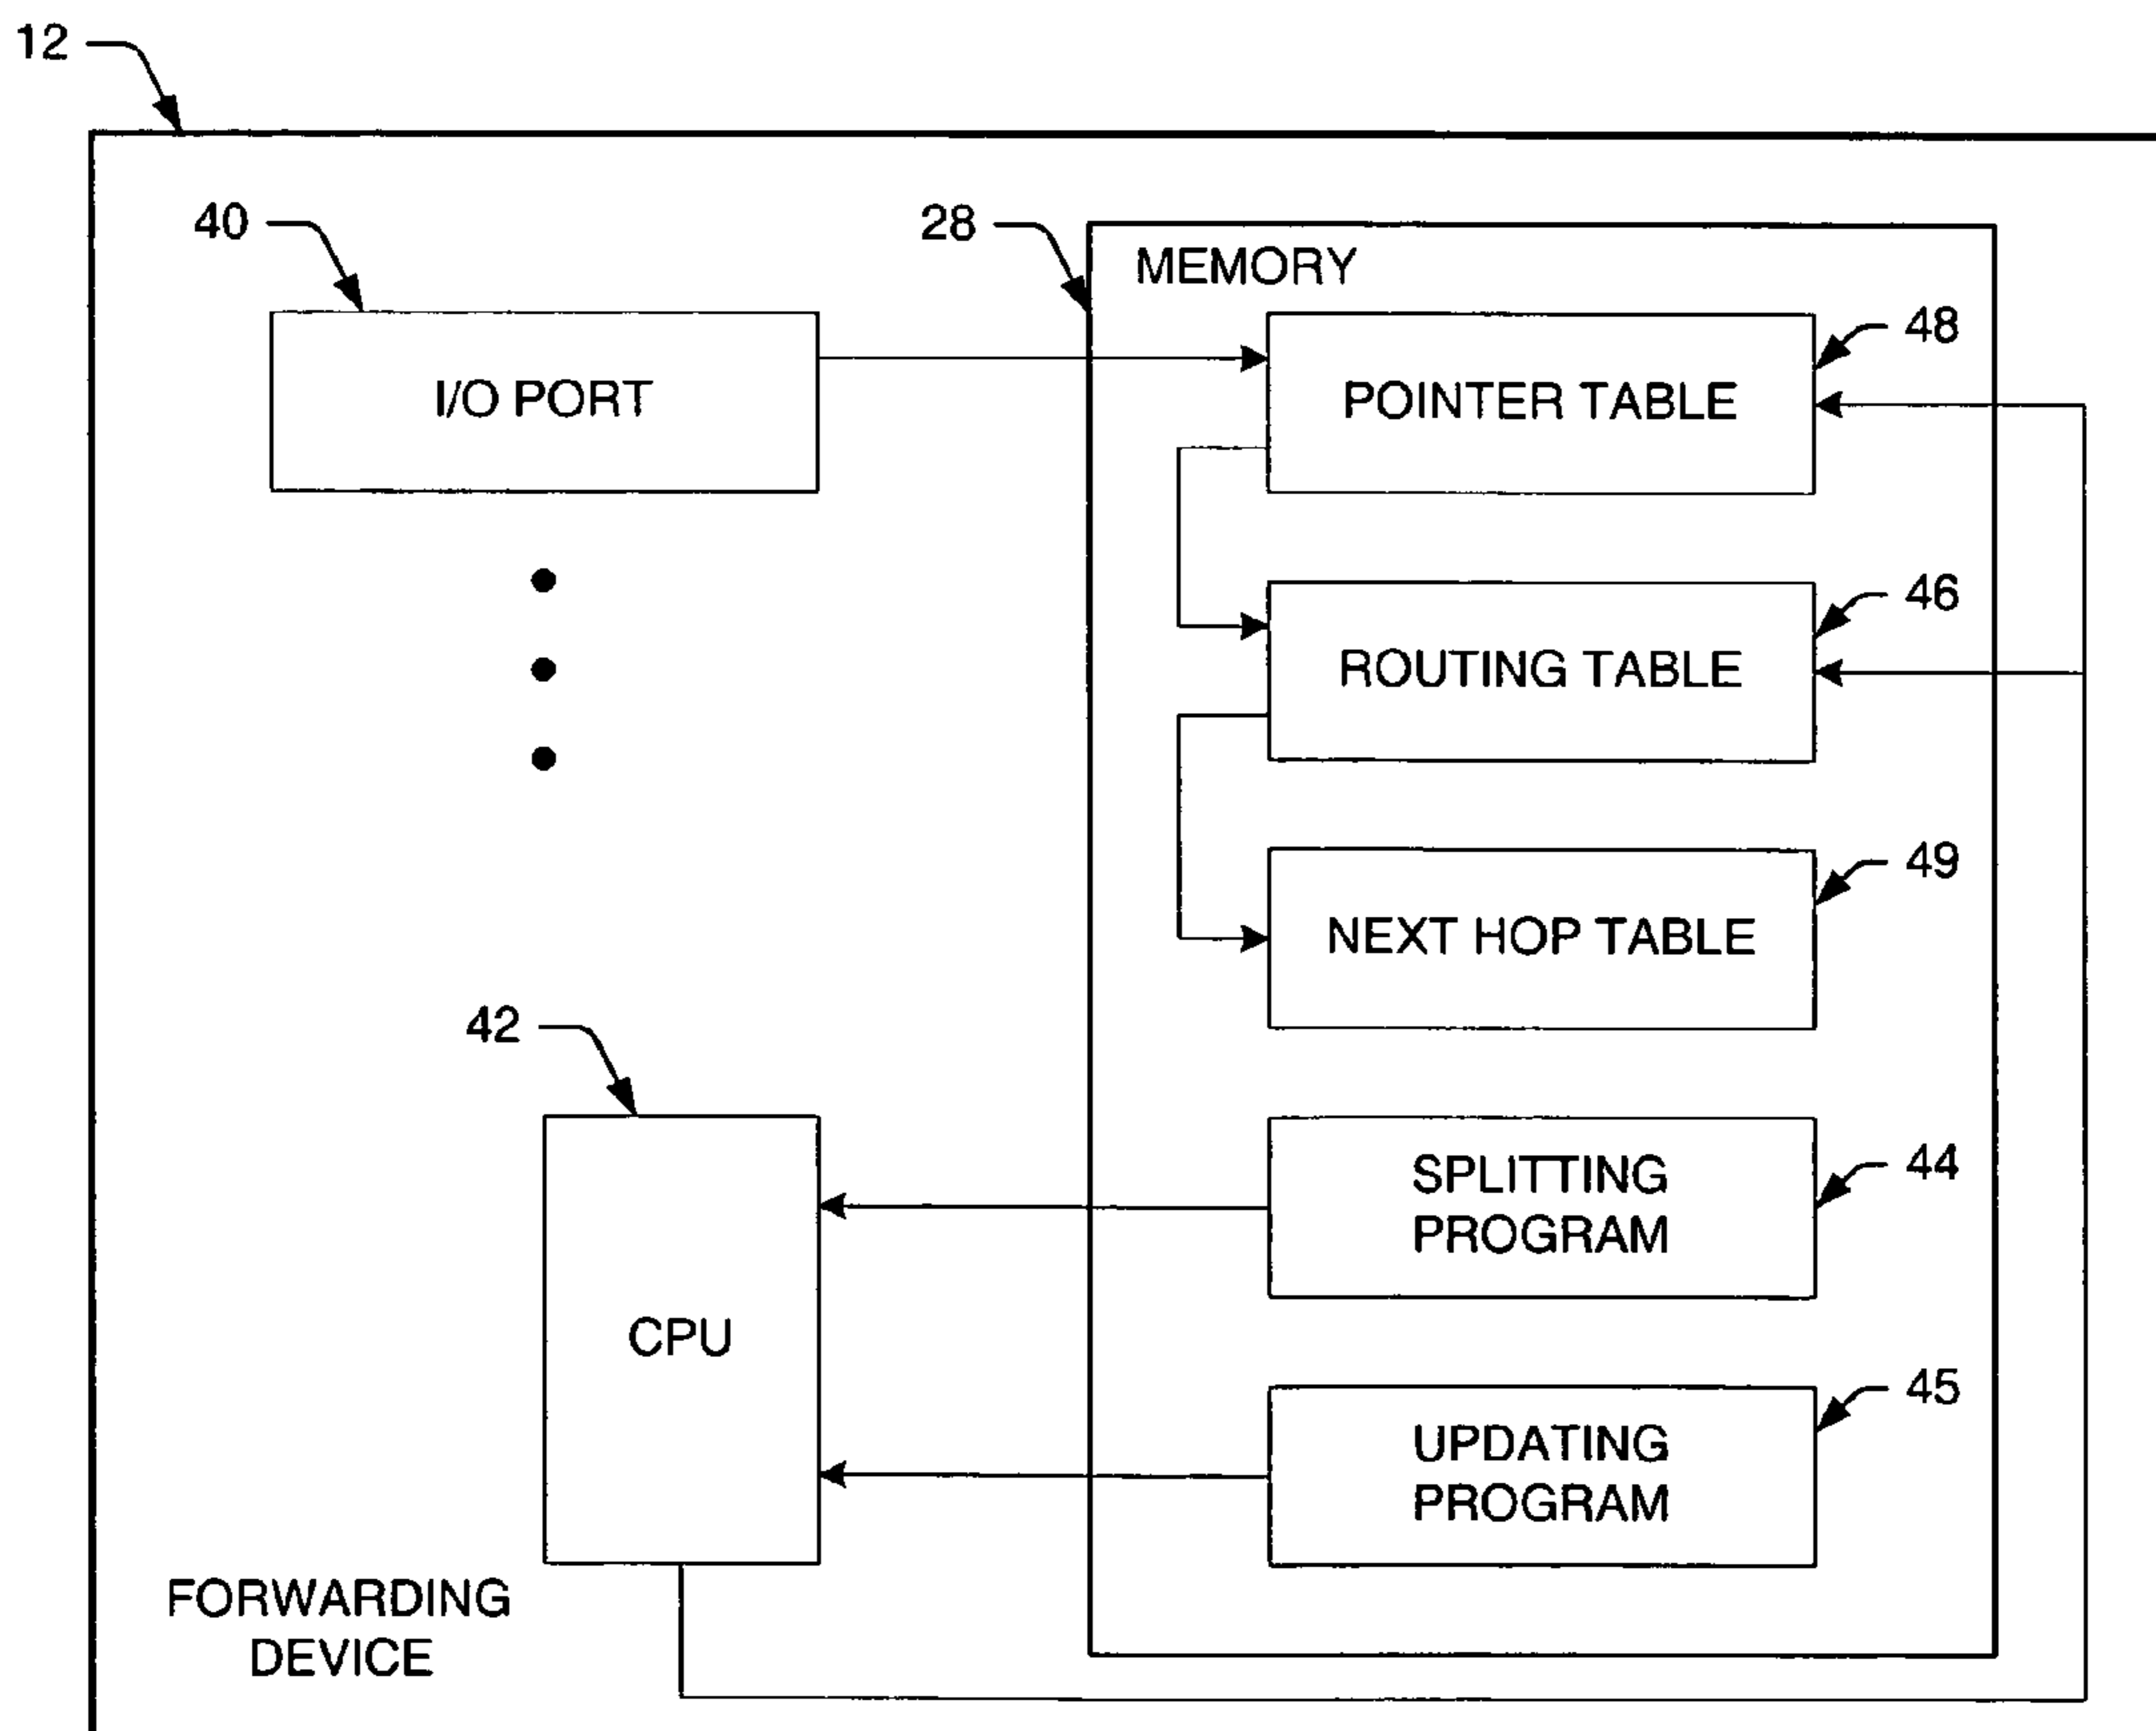 12
40
28
MEMORY
48
I/O PORT
POINTER TABLE
46
ROUTING TABLE
49
NEXT HOP TABLE
42
44
SPLITTING
PROGRAM
CPU
45
UPDATING
PROGRAM
FORWARDING
DEVICE